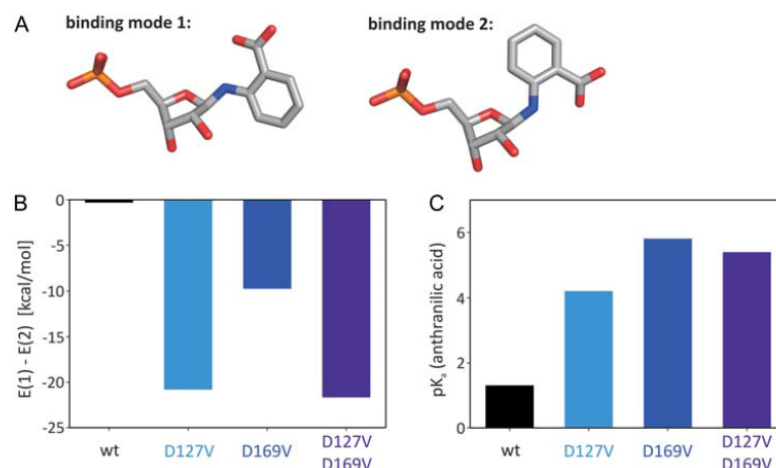 A
binding mode 1:
binding mode 2:
B
E(1) - E(2) [kcal/mol]
0
-5
-10
-15
-20
-25
wt
D127V
D169V
D127V
D169V
C
pKa (anthranilic acid)
6
4
2
0
wt
D127V
D169V
D127V
D169V